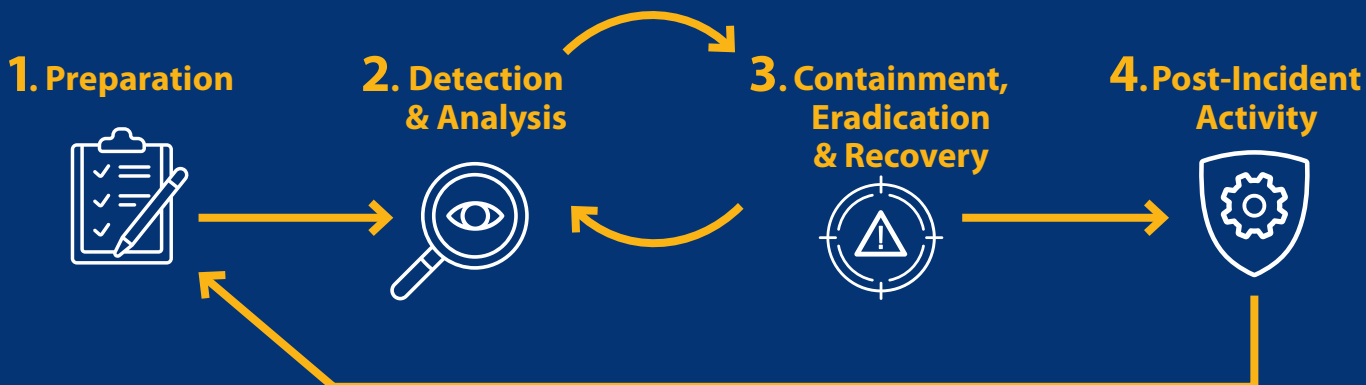 1. Preparation
2. Detection
& Analysis
3. Containment,
Eradication
& Recovery
4. Post-Incident
Activity
!